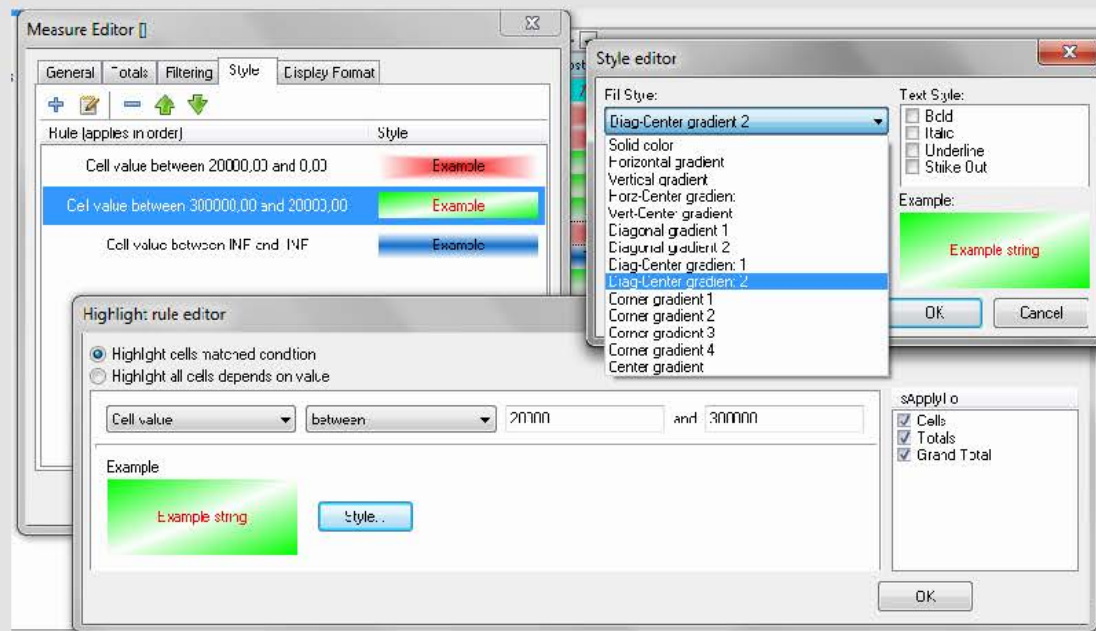 Measure Editor []
General Totals Filtering Style Display Format
Rule (applies in order) Style
Cell value between 20000,00 and 0,00 Example
Cell value between 300000,00 and 20000,00 Example
Cell value between INF and INF Example
Style editor
Fill Style:
Diag-Center gradient 2
Solid color
Horizontal gradient
Vertical gradient
Horz-Center gradient
Vert-Center gradient
Diagonal gradient 1
Diagonal gradient 2
Diag-Center gradient 1
Diag-Center gradient 2
Corner gradient 1
Corner gradient 2
Corner gradient 3
Corner gradient 4
Center gradient
Text Style:
Bold
Italic
Underline
Strike Out
Example:
Example string
OK Cancel
Highlight rule editor
Highlight cells matched condition
Highlight all cells depends on value
Cell value between 20000 and 300000
Example
Example string Style...
sApplyTo
Cells
Totals
Grand Total
OK